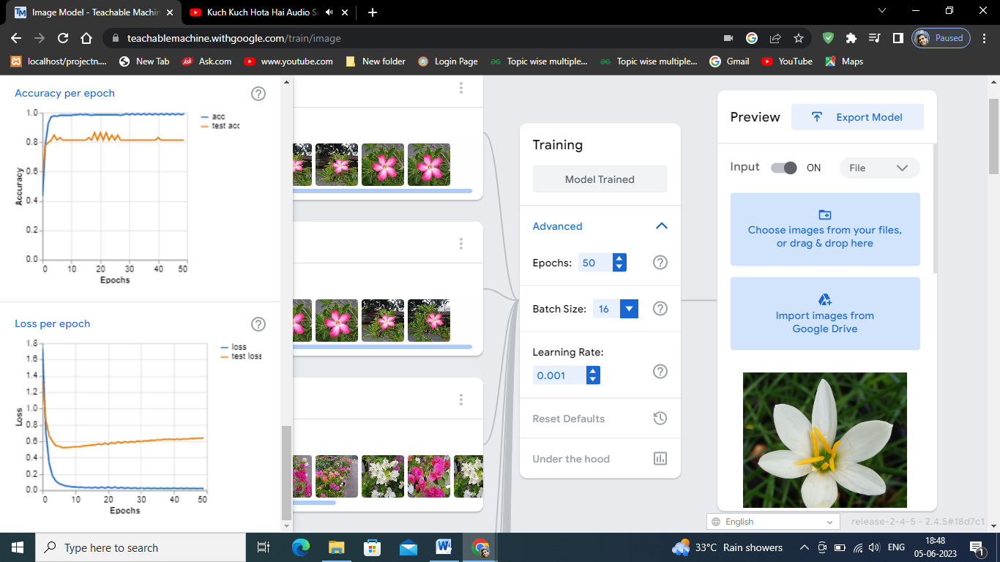 Image Model - Teachable Machin
Kuch Kuch Hota Hai Audio S
teachablemachine.withgoogle.com/train/image
Paused
localhost/projectn....
New Tab
Ask
Ask.com
www.youtube.com
New folder
Login Page
Topic wise multiple...
Topic wise multiple...
Gmail
YouTube
Maps
Accuracy per epoch
1.0
0.8
0.6
0.4
0.2
0.0
Accuracy
0 10 20 30 40 50
Epochs
acc
test acc
Loss per epoch
1.8
1.6
1.4
1.2
1.0
0.8
0.6
0.4
0.2
0.0
Loss
0 10 20 30 40 50
Epochs
loss
test loss
Training
Model Trained
Advanced
Epochs: 50
Batch Size: 16
Learning Rate:
0.001
Reset Defaults
Under the hood
Preview
Export Model
Input ON File
Choose images from your files,
or drag & drop here
Import images from
Google Drive
English
release-2-4-5 - 2.4.5#18d7c1
Type here to search
33°C Rain showers
ENG
18:48
05-06-2023
1